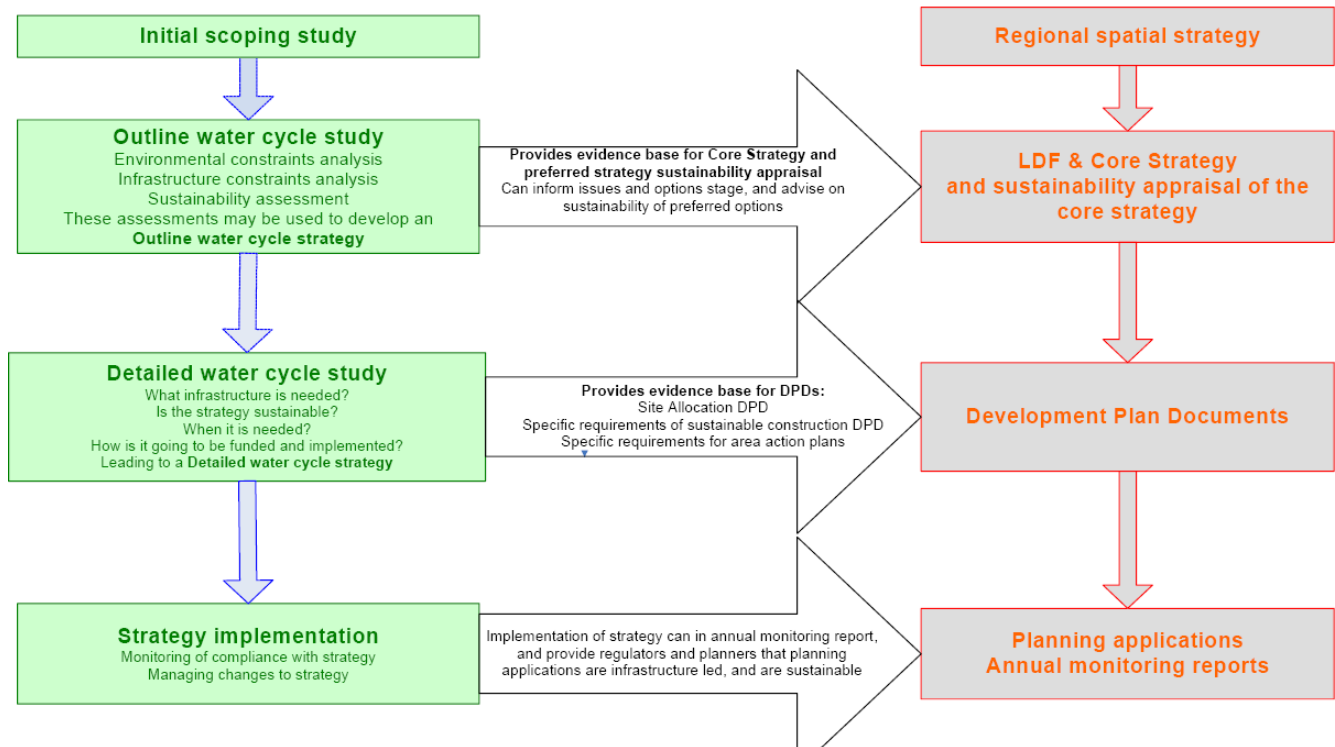 Initial scoping study
Regional spatial strategy
Outline water cycle study
Environmental constraints analysis
Infrastructure constraints analysis
Sustainability assessment
These assessments may be used to develop an
Outline water cycle strategy
Provides evidence base for Core Strategy and
preferred strategy sustainability appraisal
Can inform issues and options stage, and advise on
sustainability of preferred options
LDF & Core Strategy
and sustainability appraisal of the
core strategy
Detailed water cycle study
What infrastructure is needed?
Is the strategy sustainable?
When it is needed?
How is it going to be funded and implemented?
Leading to a Detailed water cycle strategy
Provides evidence base for DPDs:
Site Allocation DPD
Specific requirements of sustainable construction DPD
Specific requirements for area action plans
Development Plan Documents
Strategy implementation
Monitoring of compliance with strategy
Managing changes to strategy
Implementation of strategy can in annual monitoring report,
and provide regulators and planners that planning
applications are infrastructure led, and are sustainable
Planning applications
Annual monitoring reports